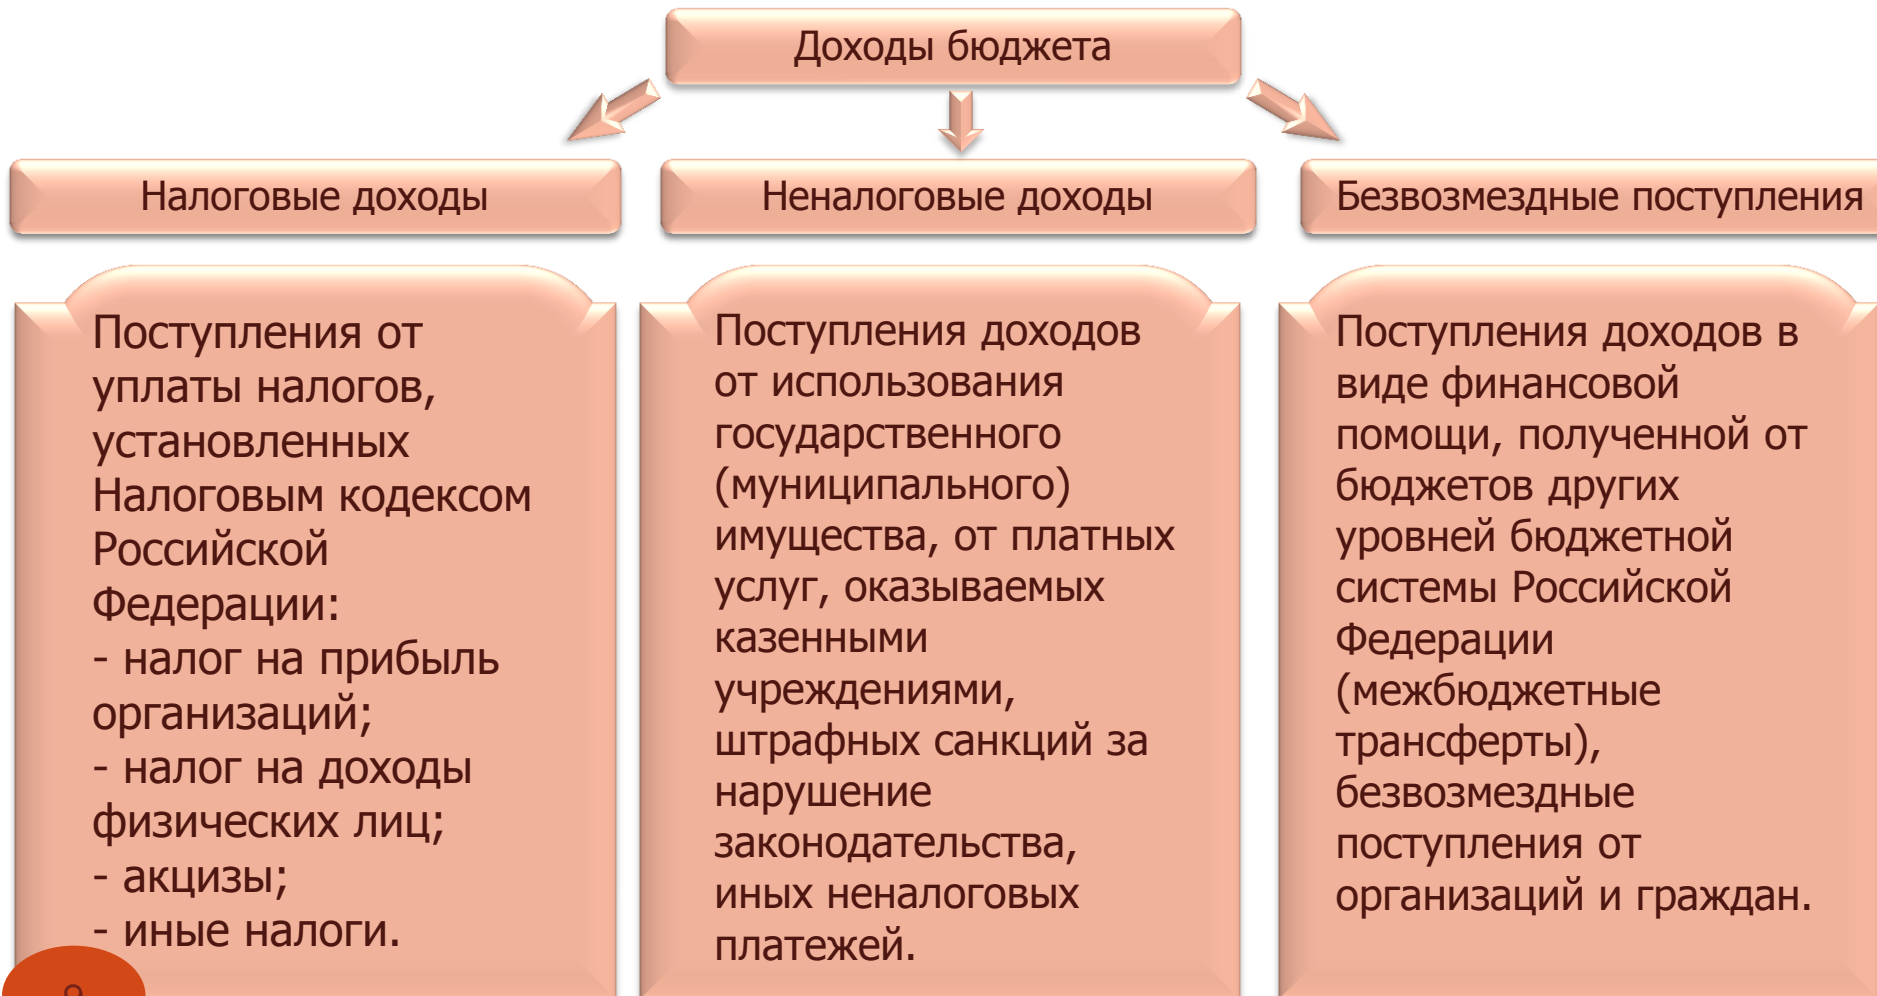 Доходы бюджета
Налоговые доходы
Неналоговые доходы
Безвозмездные поступления
Поступления от
уплаты налогов,
установленных
Налоговым кодексом
Российской
Федерации:
- налог на прибыль
организаций;
- налог на доходы
физических лиц;
- акцизы;
- иные налоги.
Поступления доходов
от использования
государственного
(муниципального)
имущества, от платных
услуг, оказываемых
казенными
учреждениями,
штрафных санкций за
нарушение
законодательства,
иных неналоговых
платежей.
Поступления доходов в
виде финансовой
помощи, полученной от
бюджетов других
уровней бюджетной
системы Российской
Федерации
(межбюджетные
трансферты),
безвозмездные
поступления от
организаций и граждан.